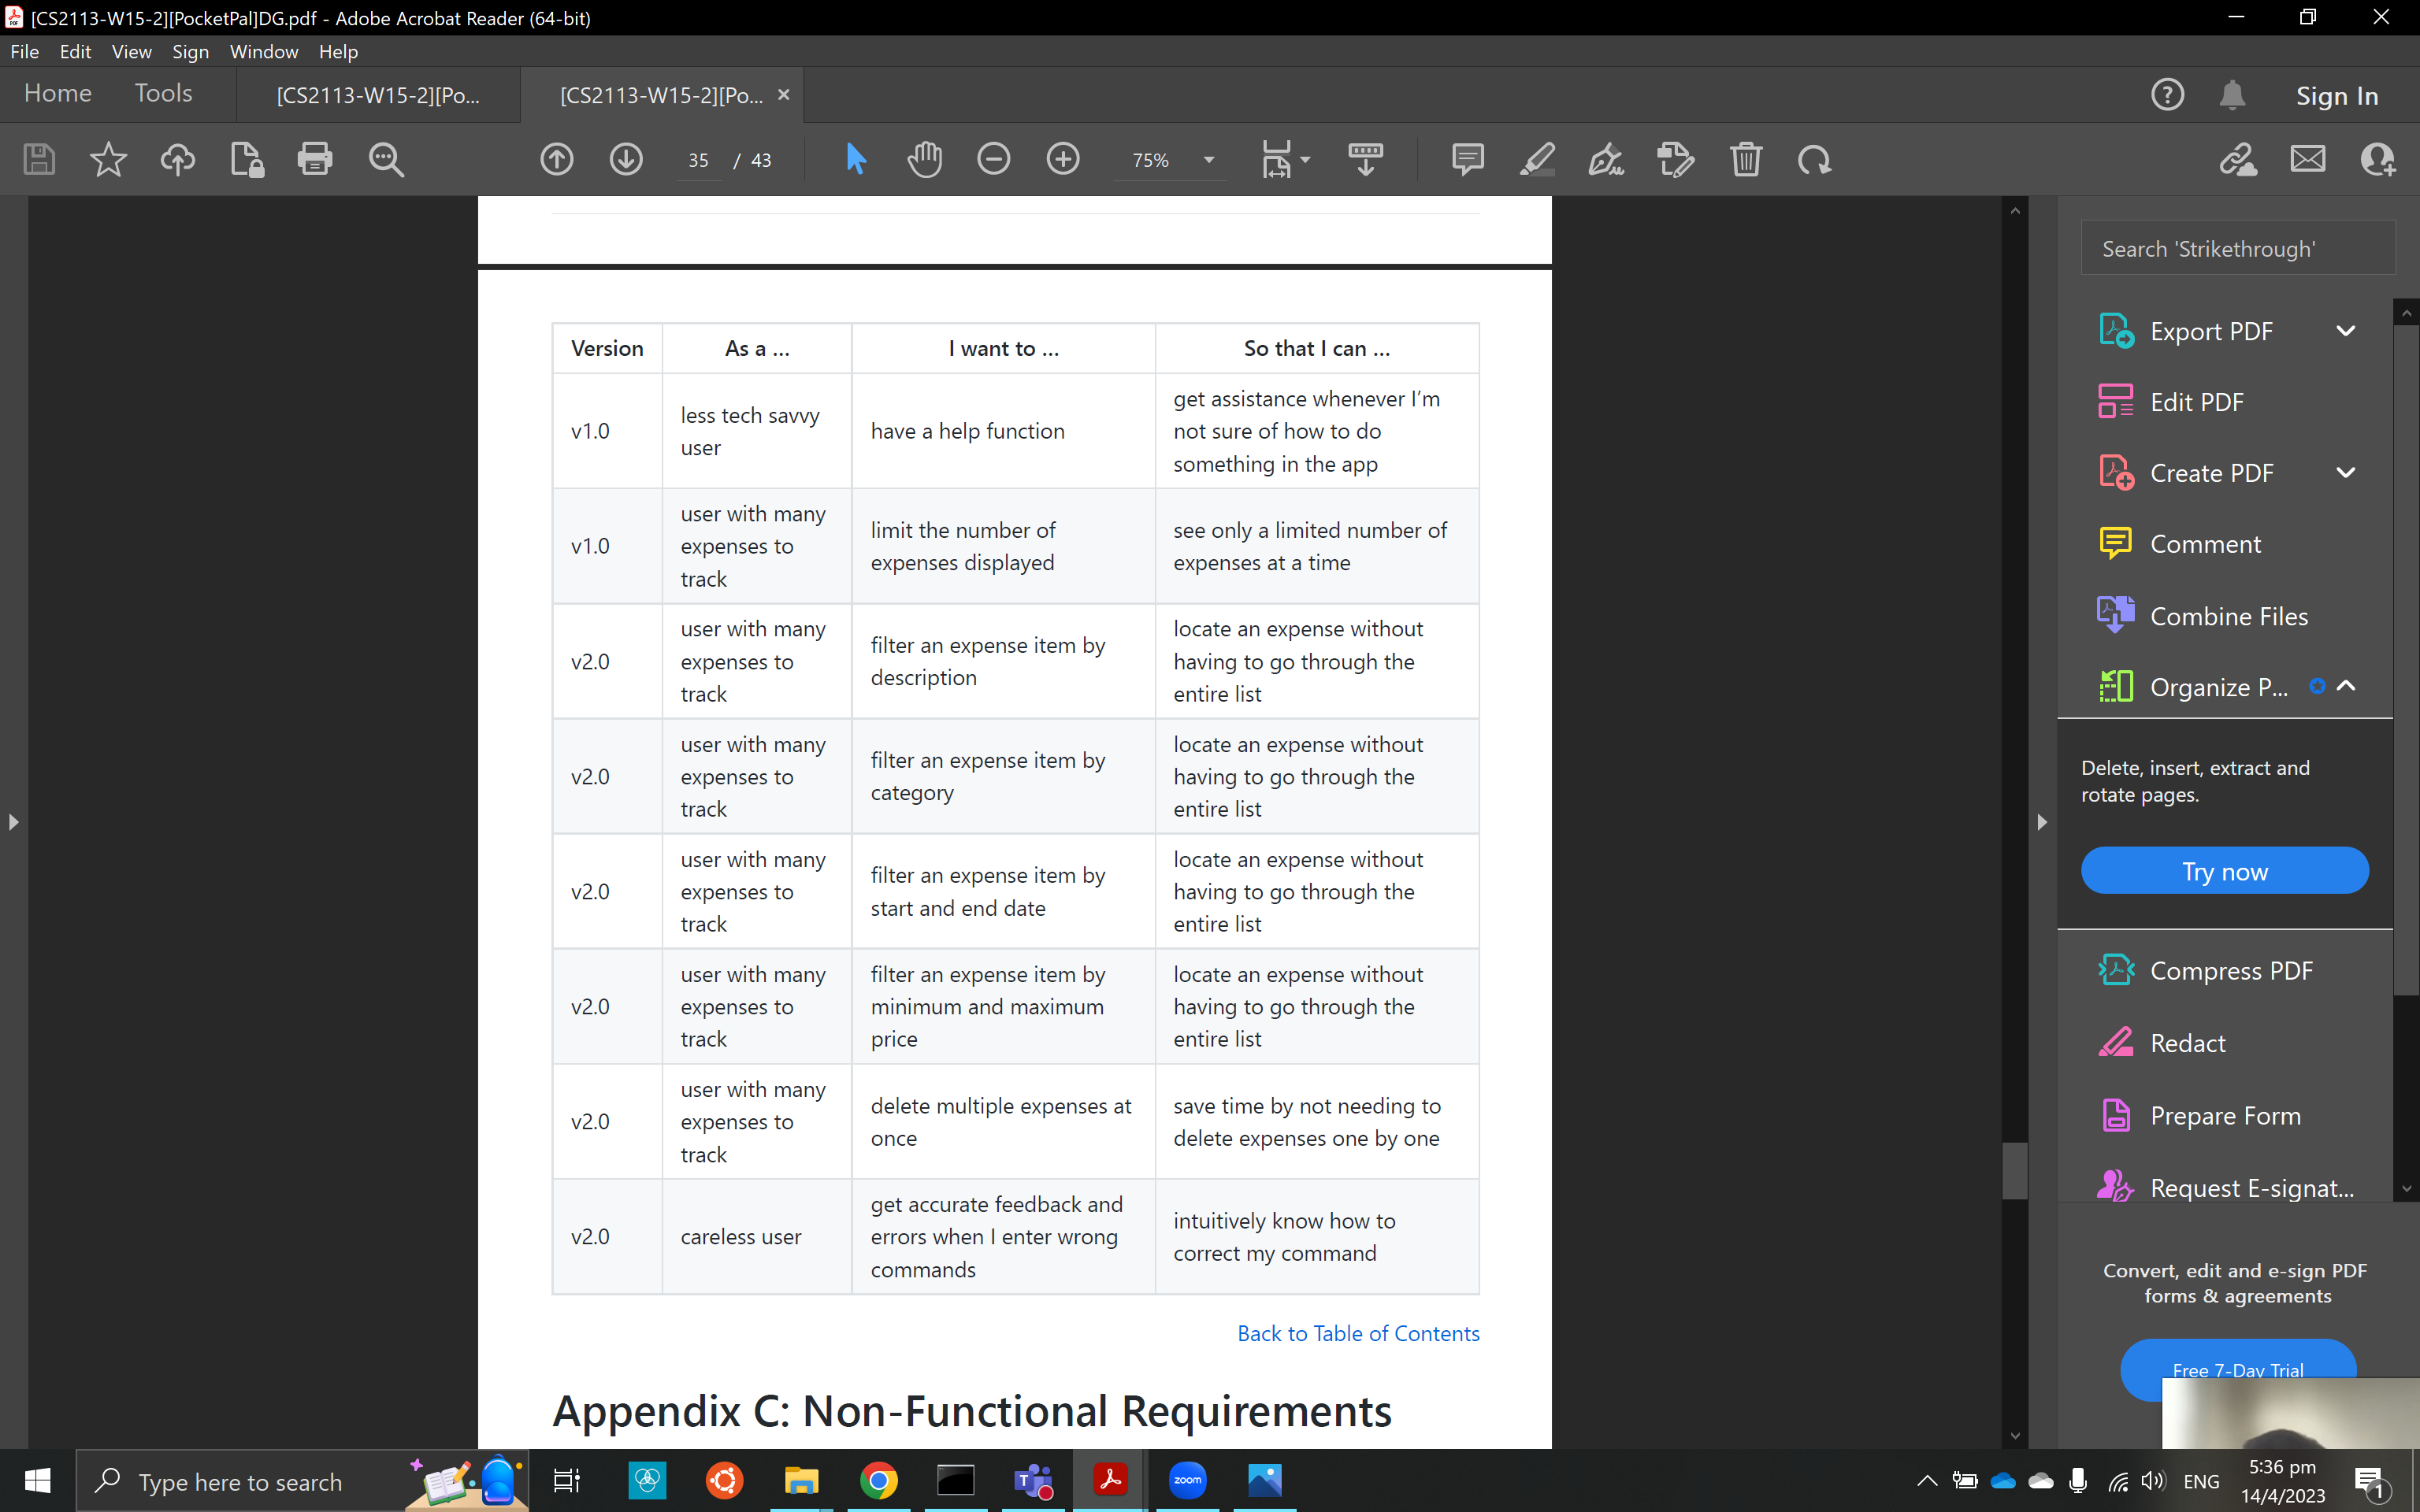 [CS2113-W15-2][PocketPal]DG.pdf - Adobe Acrobat Reader (64-bit)
File Edit View Sign Window Help
Home Tools [CS2113-W15-2][Po... [CS2113-W15-2][Po... × Sign In
35 / 43 75%
Version As a ... I want to ... So that I can ...
v1.0
less tech savvy
user
have a help function
get assistance whenever I'm
not sure of how to do
something in the app
v1.0
user with many
expenses to
track
limit the number of
expenses displayed
see only a limited number of
expenses at a time
v2.0
user with many
expenses to
track
filter an expense item by
description
locate an expense without
having to go through the
entire list
v2.0
user with many
expenses to
track
filter an expense item by
category
locate an expense without
having to go through the
entire list
v2.0
user with many
expenses to
track
filter an expense item by
start and end date
locate an expense without
having to go through the
entire list
v2.0
user with many
expenses to
track
filter an expense item by
minimum and maximum
price
locate an expense without
having to go through the
entire list
v2.0
user with many
expenses to
track
delete multiple expenses at
once
save time by not needing to
delete expenses one by one
v2.0
careless user
get accurate feedback and
errors when I enter wrong
commands
intuitively know how to
correct my command
Back to Table of Contents
Appendix C: Non-Functional Requirements
Search 'Strikethrough'
Export PDF
Edit PDF
Create PDF
Comment
Combine Files
Organize P...
Delete, insert, extract and
rotate pages.
Try now
Compress PDF
Redact
Prepare Form
Request E-signat...
Convert, edit and e-sign PDF
forms & agreements
Free 7-Day Trial
Type here to search
zoom
ENG
5:36 pm
14/4/2023
1